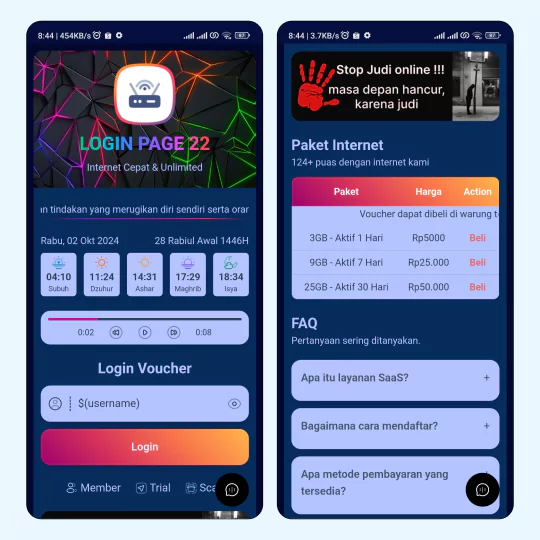 8:44 | 454KB/s
87
LOGIN PAGE 22
Internet Cepat & Unlimited
an tindakan yang merugikan diri sendiri serta orar
Rabu, 02 Okt 2024
28 Rabiul Awal 1446H
04:10
Subuh
11:24
Dzuhur
14:31
Ashar
17:29
Maghrib
18:34
Isya
0:02
0:08
Login Voucher
$(username)
Login
Member
Trial
Sca
8:44 | 3.7KB/s
87
Stop Judi online !!!
masa depan hancur,
karena judi
Paket Internet
124+ puas dengan internet kami
Paket Harga Action
Voucher dapat dibeli di warung t
3GB - Aktif 1 Hari Rp5000 Beli
9GB - Aktif 7 Hari Rp25.000 Beli
25GB - Aktif 30 Hari Rp50.000 Beli
FAQ
Pertanyaan sering ditanyakan.
Apa itu layanan SaaS? +
Bagaimana cara mendaftar? +
Apa metode pembayaran yang
tersedia?